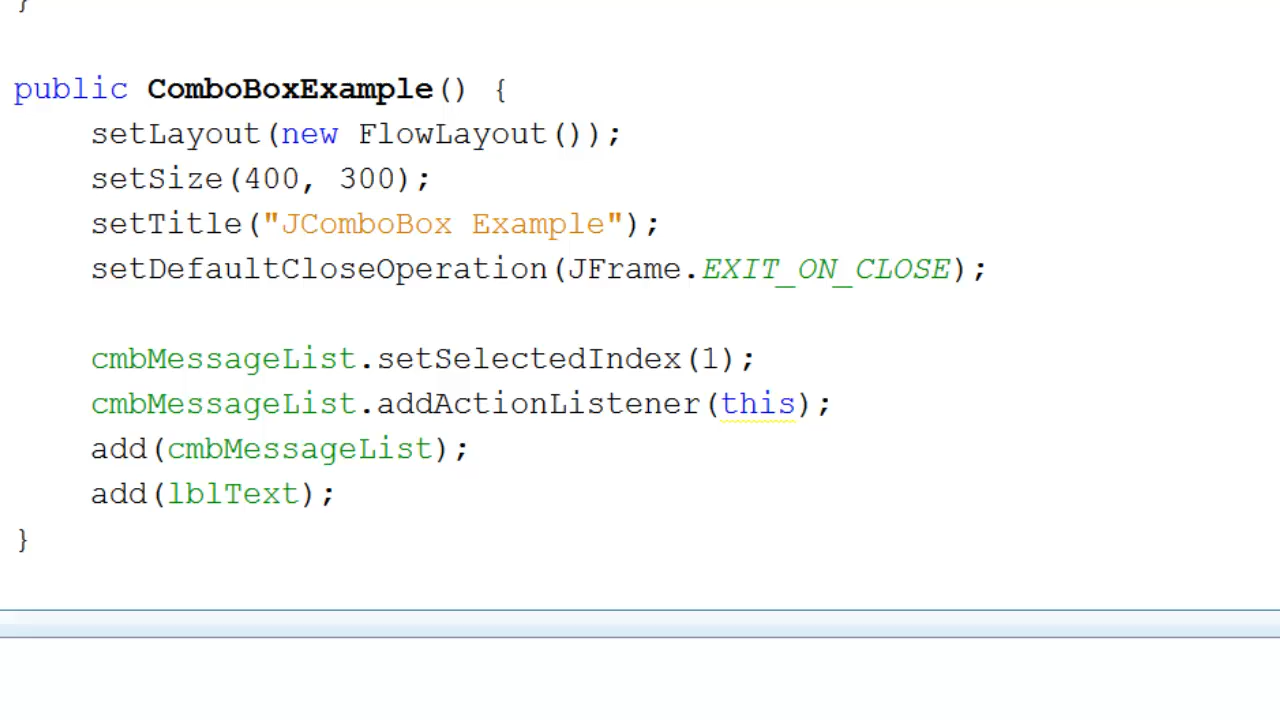 }
public ComboBoxExample() {
    setLayout(new FlowLayout());
    setSize(400, 300);
    setTitle("JComboBox Example");
    setDefaultCloseOperation(JFrame.EXIT_ON_CLOSE);
    cmbMessageList.setSelectedIndex(1);
    cmbMessageList.addActionListener(this);
    add(cmbMessageList);
    add(lblText);
}